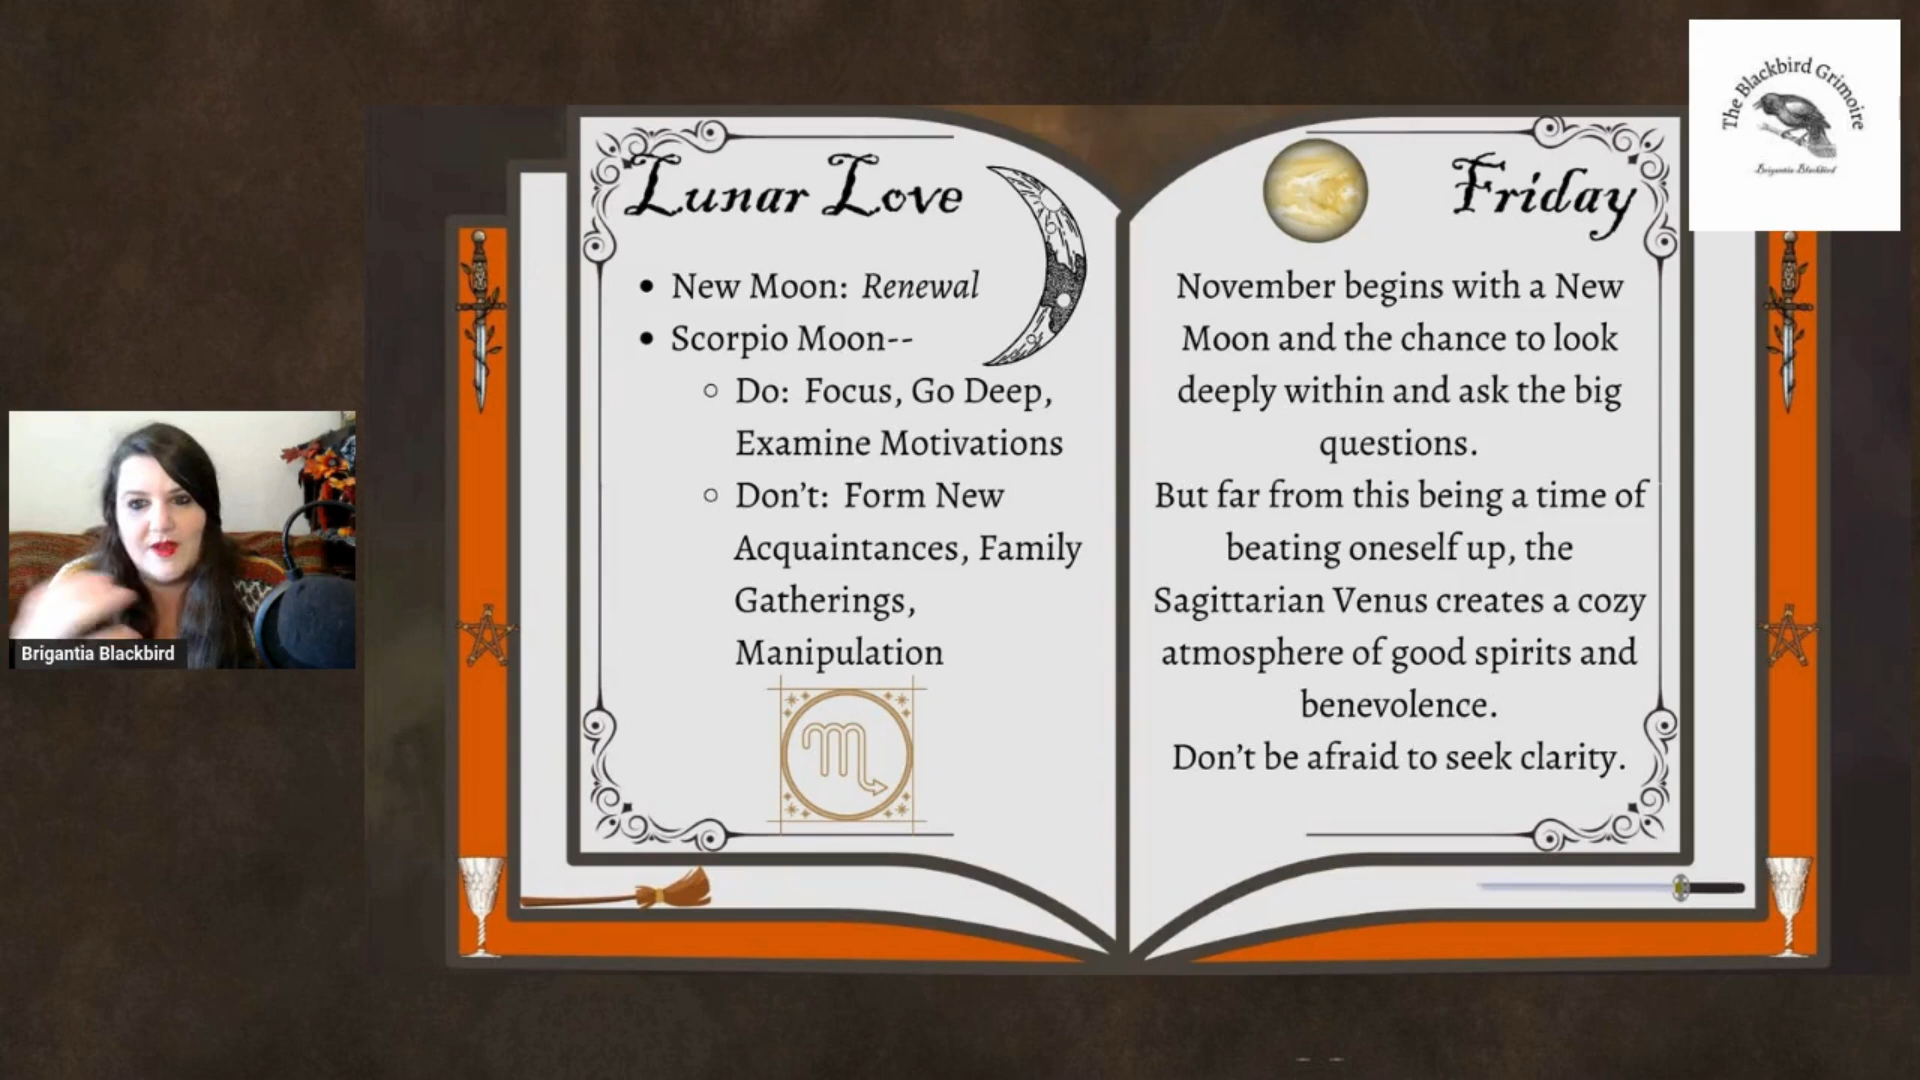 The Blackbird Grimoire
Brigantia Blackbird
Lunar Love
New Moon: Renewal
Scorpio Moon--
Do: Focus, Go Deep,
Examine Motivations
Don't: Form New
Acquaintances, Family
Gatherings,
Manipulation
Friday
November begins with a New
Moon and the chance to look
deeply within and ask the big
questions.
But far from this being a time of
beating oneself up, the
Sagittarian Venus creates a cozy
atmosphere of good spirits and
benevolence.
Don't be afraid to seek clarity.
Brigantia Blackbird